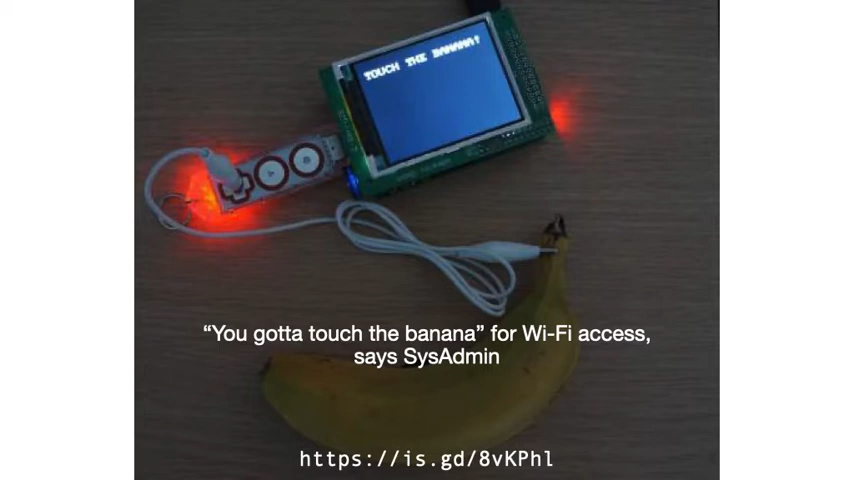 TOUCH THE BANANA!
“You gotta touch the banana” for Wi-Fi access,
says SysAdmin
https://is.gd/8vKPhl